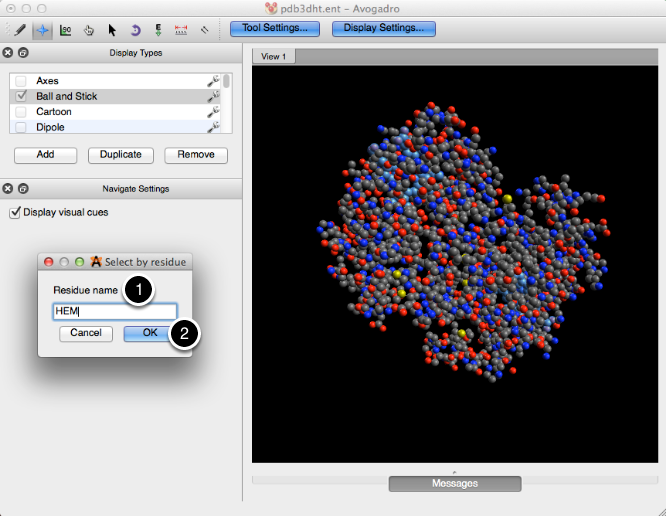 pdb3dht.ent – Avogadro
Tool Settings...
Display Settings...
Display Types
Axes
Ball and Stick
Cartoon
Dipole
Add
Duplicate
Remove
Navigate Settings
Display visual cues
Select by residue
Residue name
1
HEM
Cancel
OK
2
View 1
Messages